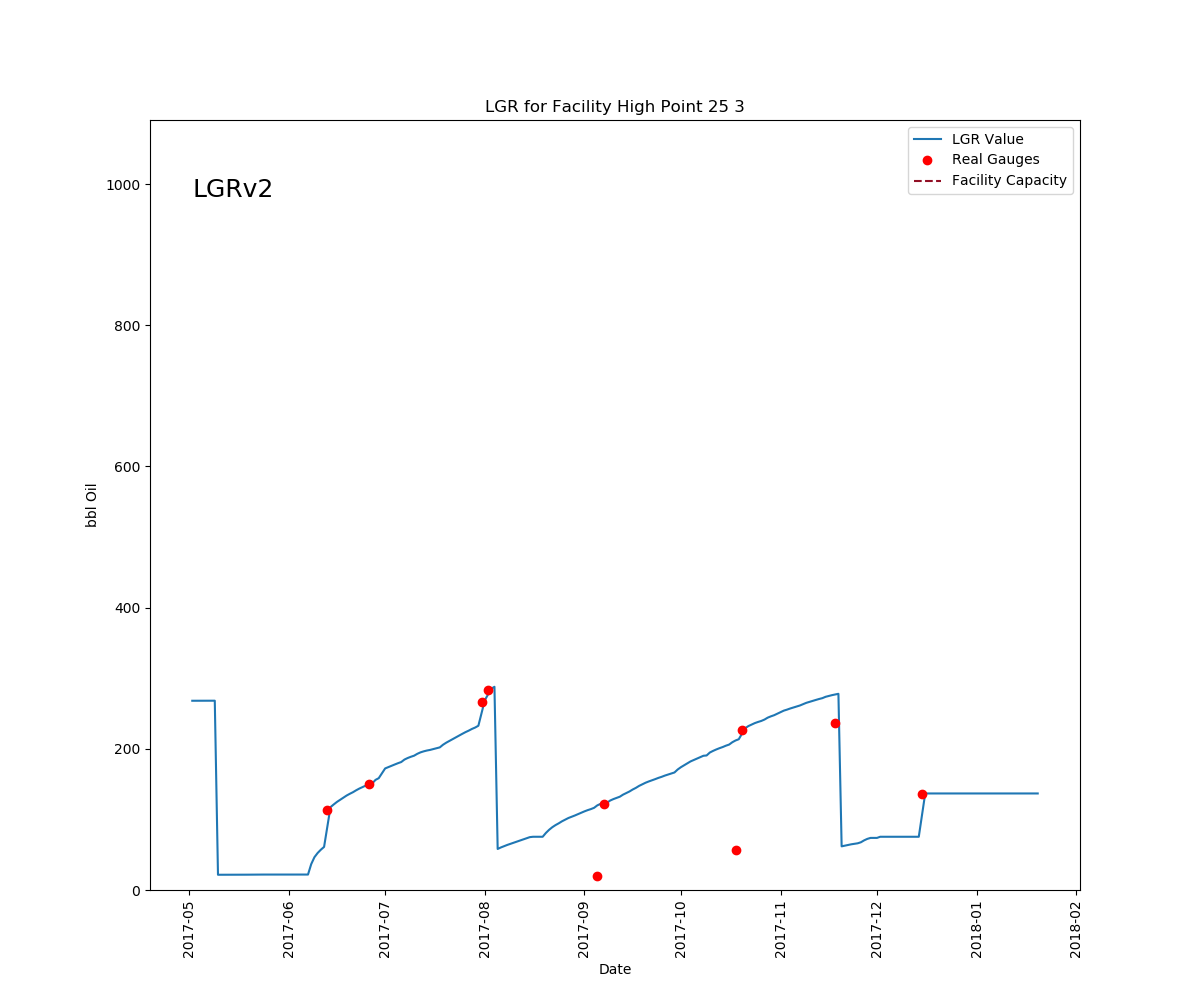 LGR for Facility High Point 25 3
LGRv2
LGR Value
Real Gauges
Facility Capacity
bbl Oil
1000
800
600
400
200
0
2017-05
2017-06
2017-07
2017-08
2017-09
2017-10
2017-11
2017-12
2018-01
2018-02
Date